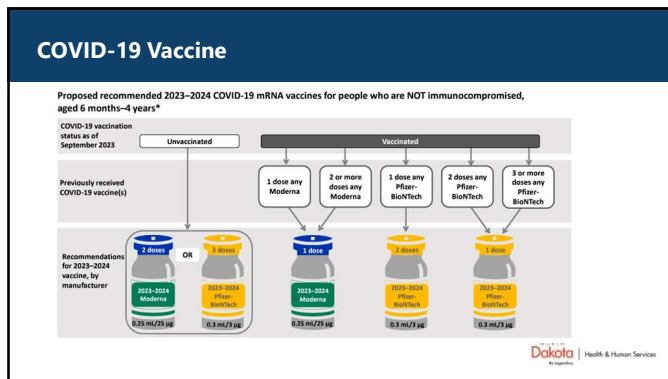 COVID-19 Vaccine
Proposed recommended 2023–2024 COVID-19 mRNA vaccines for people who are NOT immunocompromised,
aged 6 months–4 years*
COVID-19 vaccination
status as of
September 2023
Unvaccinated
Vaccinated
Previously received
COVID-19 vaccine(s)
1 dose any
Moderna
2 or more
doses any
Moderna
1 dose any
Pfizer-
BioNTech
2 doses any
Pfizer-
BioNTech
3 or more
doses any
Pfizer-
BioNTech
Recommendations
for 2023–2024
vaccine, by
manufacturer
2 doses
2023–2024
Moderna
0.25 mL/25 µg
OR
3 doses
2023–2024
Pfizer-
BioNTech
0.3 mL/3 µg
1 dose
2023–2024
Moderna
0.25 mL/25 µg
2 doses
2023–2024
Pfizer-
BioNTech
0.3 mL/3 µg
1 dose
2023–2024
Pfizer-
BioNTech
0.3 mL/3 µg
NORTH
Dakota | Health & Human Services
Be Legendary.